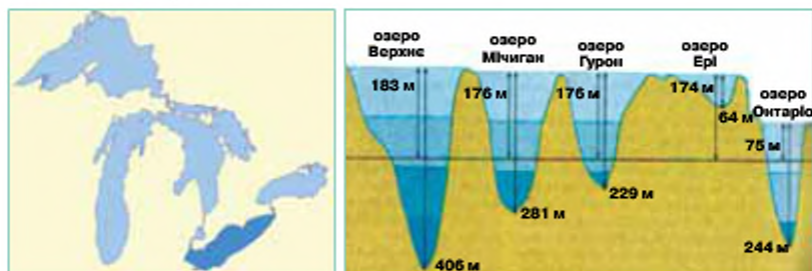 озеро
Верхнє
озеро
Мічиган
озеро
Гурон
озеро
Ері
озеро
Онтаріо
183 м
176 м
176 м
174 м
64 м
75 м
229 м
281 м
244 м
406 м